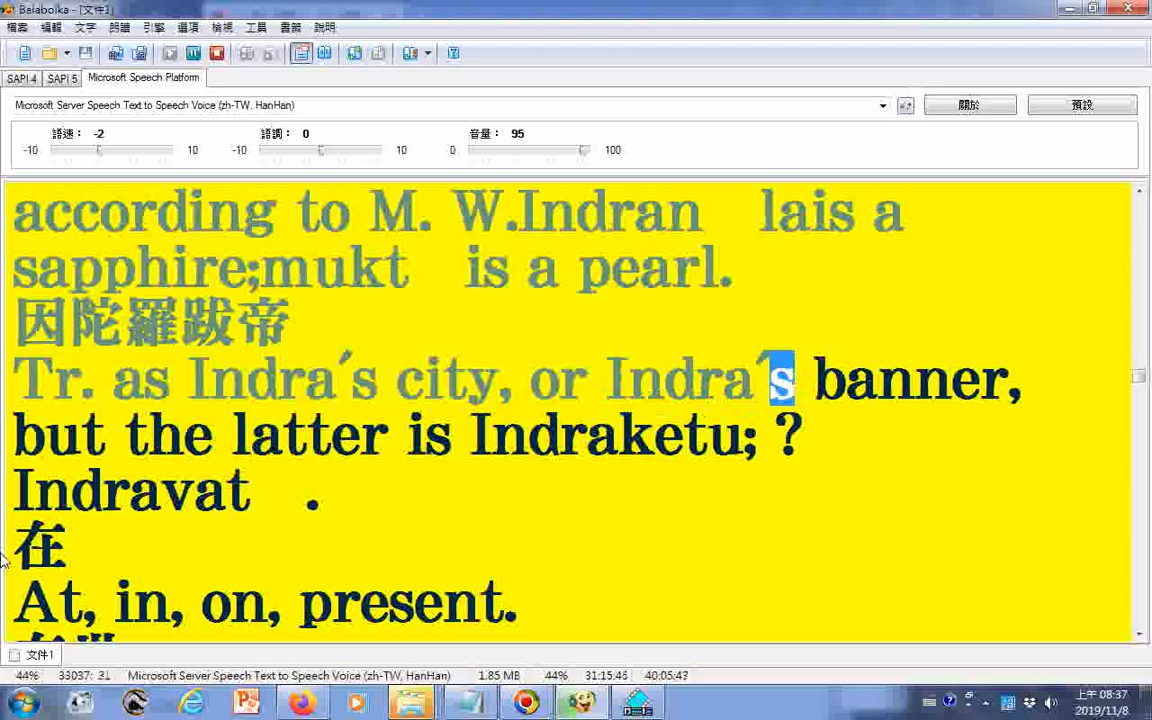 Balabolka - [文件1]
檔案 編輯 文字 朗讀 引擎 選項 檢視 工具 書籤 說明
SAPI 4 SAPI 5 Microsoft Speech Platform
Microsoft Server Speech Text to Speech Voice (zh-TW, HanHan) 關於 預設
語速： -2 語調： 0 音量： 95
-10 10 -10 10 0 100
according to M. W.Indran lais a
sapphire;mukt is a pearl.
因陀羅跋帝
Tr. as Indra´s city, or Indra´s banner,
but the latter is Indraketu; ?
Indravat .
在
At, in, on, present.
文件1
44% 33037: 31 Microsoft Server Speech Text to Speech Voice (zh-TW, HanHan) 1.85 MB 44% 31:15:46 40:05:43
上午 08:37
2019/11/8